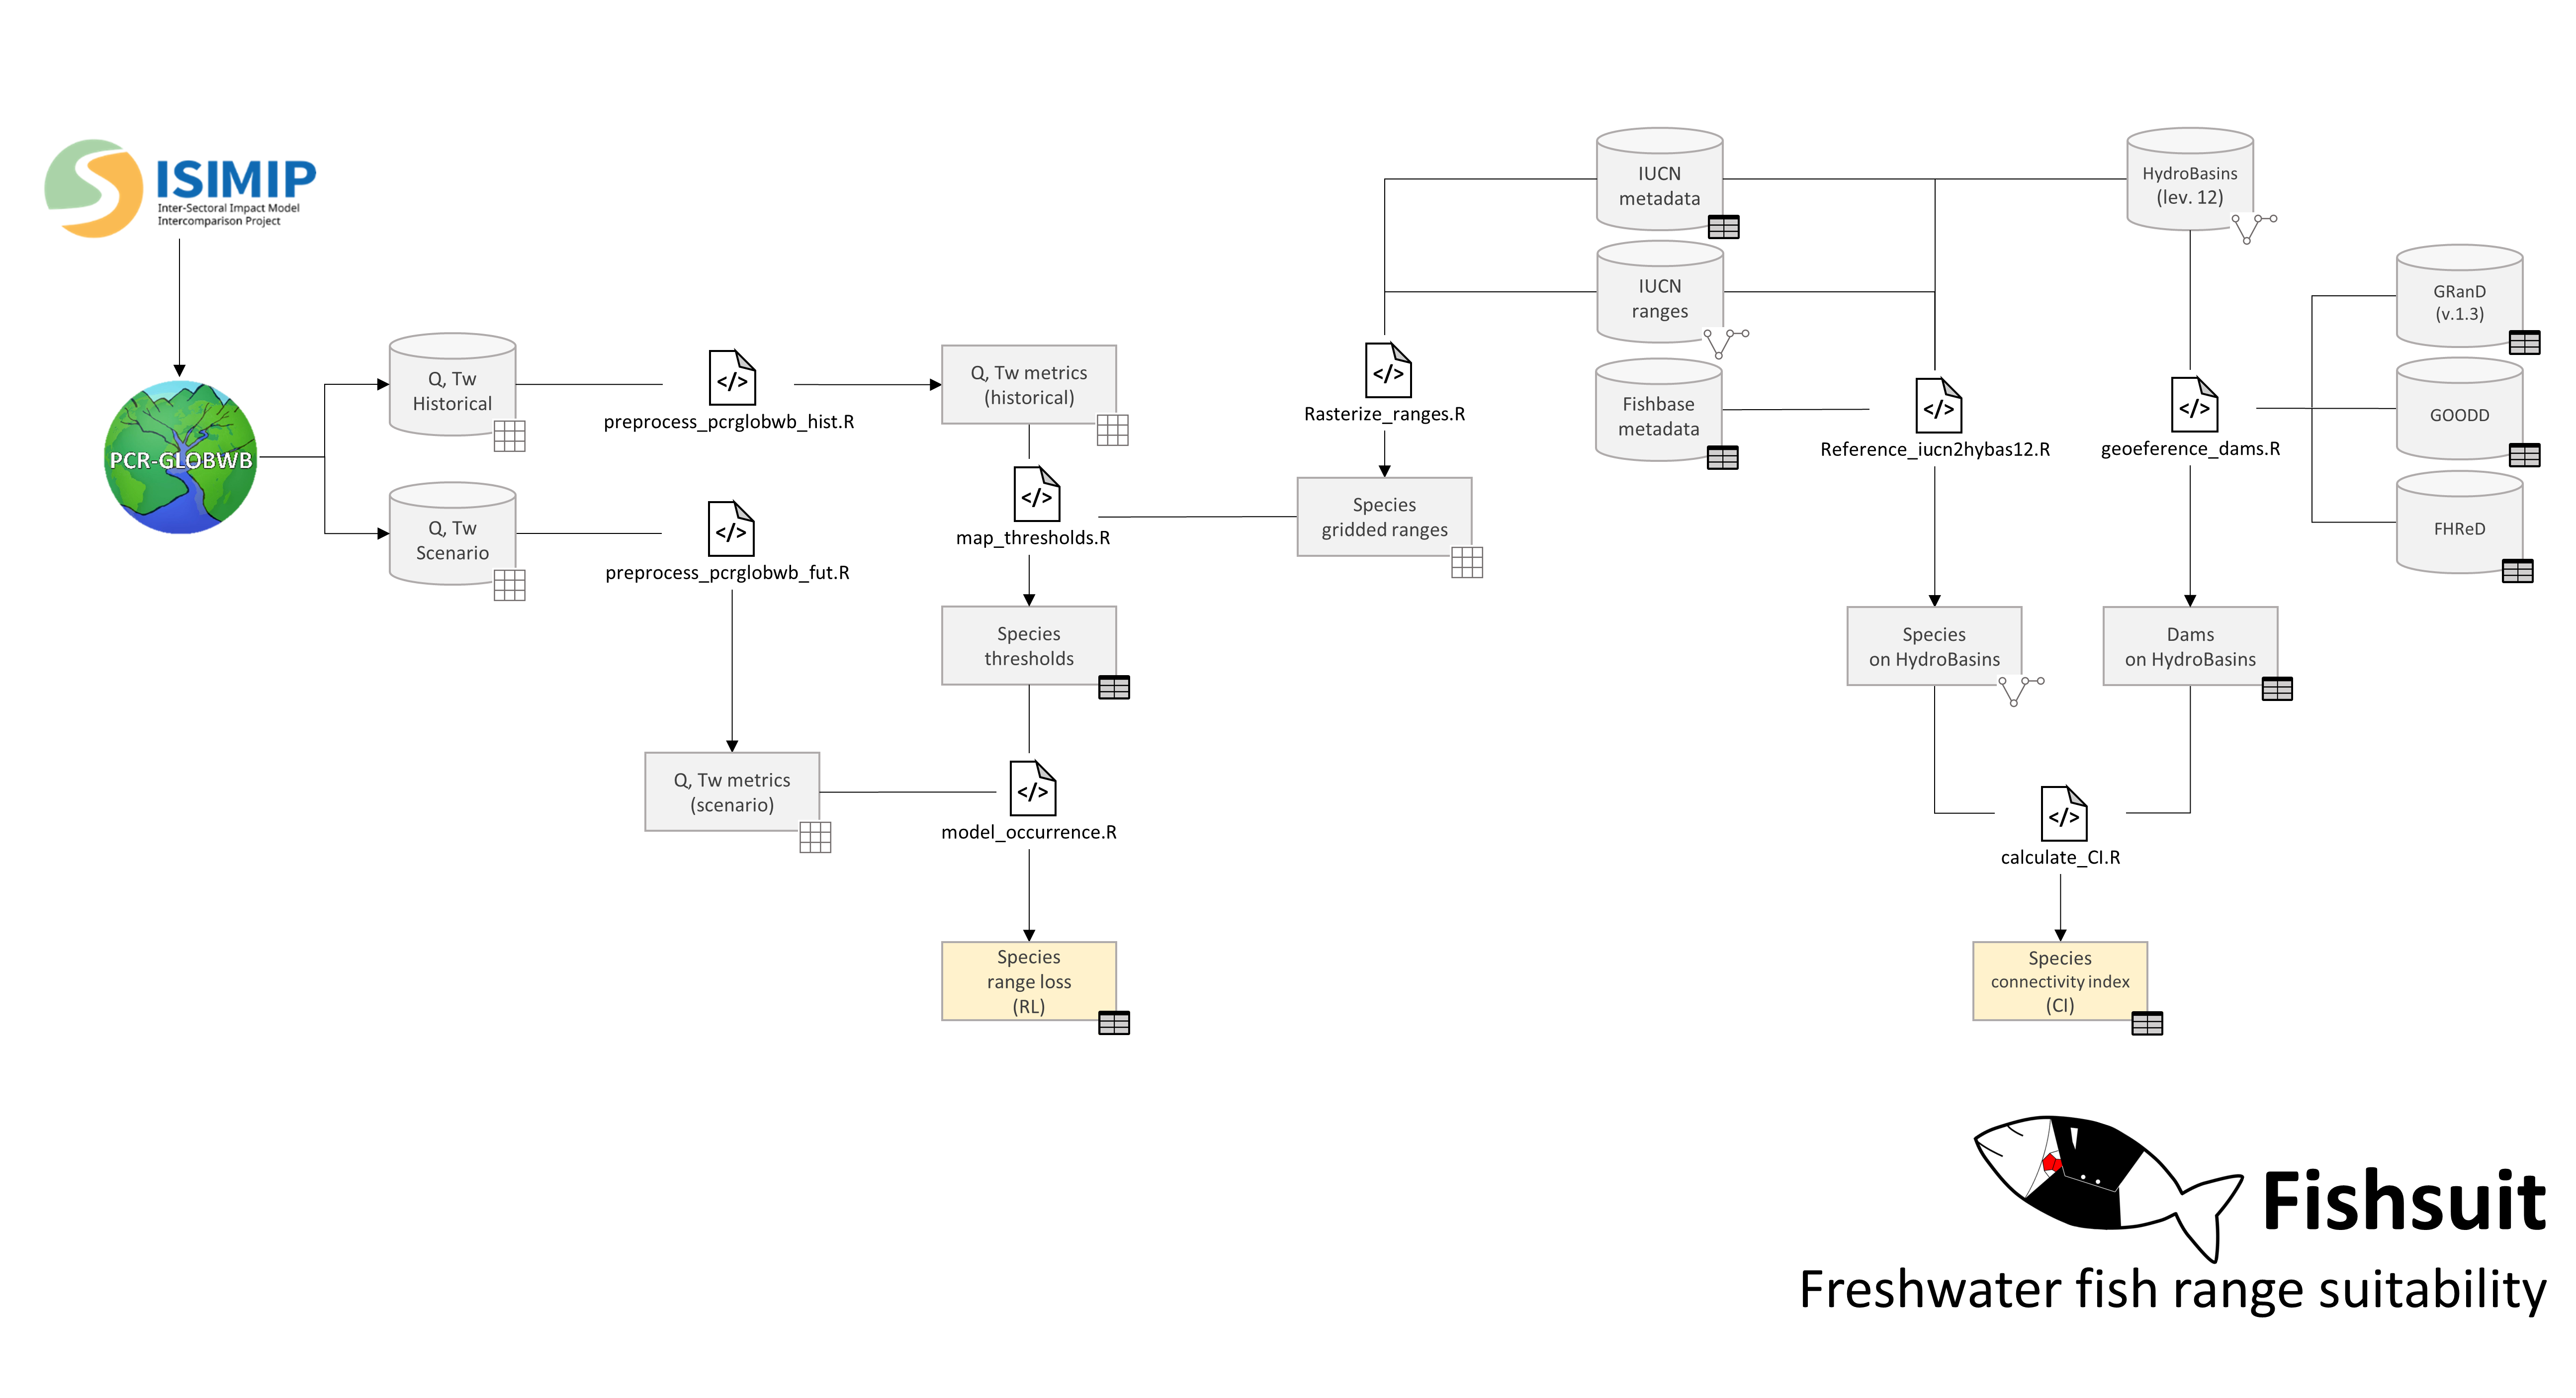 ISIMIP
Inter-Sectoral Impact Model
Intercomparison Project
PCR-GLOBWB
Q, Tw
Historical
Q, Tw
Scenario
</>
preprocess_pcrglobwb_hist.R
</>
preprocess_pcrglobwb_fut.R
Q, Tw metrics
(historical)
</>
map_thresholds.R
Species
thresholds
Q, Tw metrics
(scenario)
</>
model_occurrence.R
Species
range loss
(RL)
</>
Rasterize_ranges.R
Species
gridded ranges
IUCN
metadata
IUCN
ranges
Fishbase
metadata
</>
Reference_iucn2hybas12.R
HydroBasins
(lev. 12)
</>
geoeference_dams.R
GRanD
(v.1.3)
GOODD
FHReD
Species
on HydroBasins
Dams
on HydroBasins
</>
calculate_CI.R
Species
connectivity index
(CI)
Fishsuit
Freshwater fish range suitability